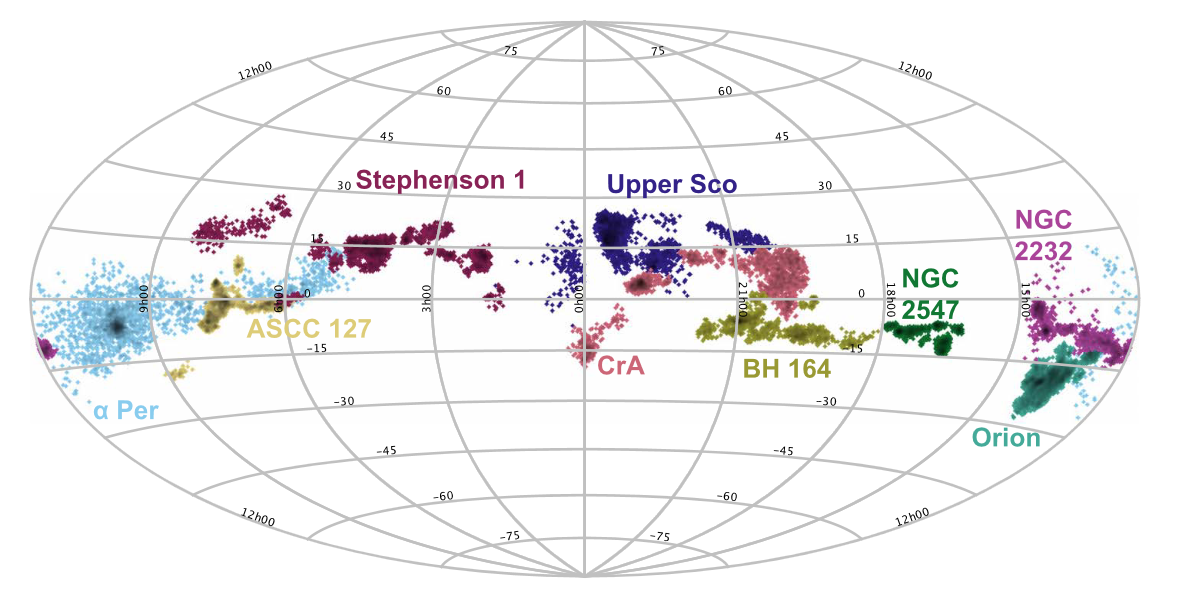 75 75
12h00 12h00
60 60
45 45
30 Stephenson 1 Upper Sco 30
15 15
NGC
2232
NGC
2547
9h00 6h00 0 3h00 0h00 21h00 0 18h00 15h00
ASCC 127
-15 CrA BH 164 -15
α Per -30 -30
Orion
-45 -45
-60 -60
12h00 12h00
-75 -75